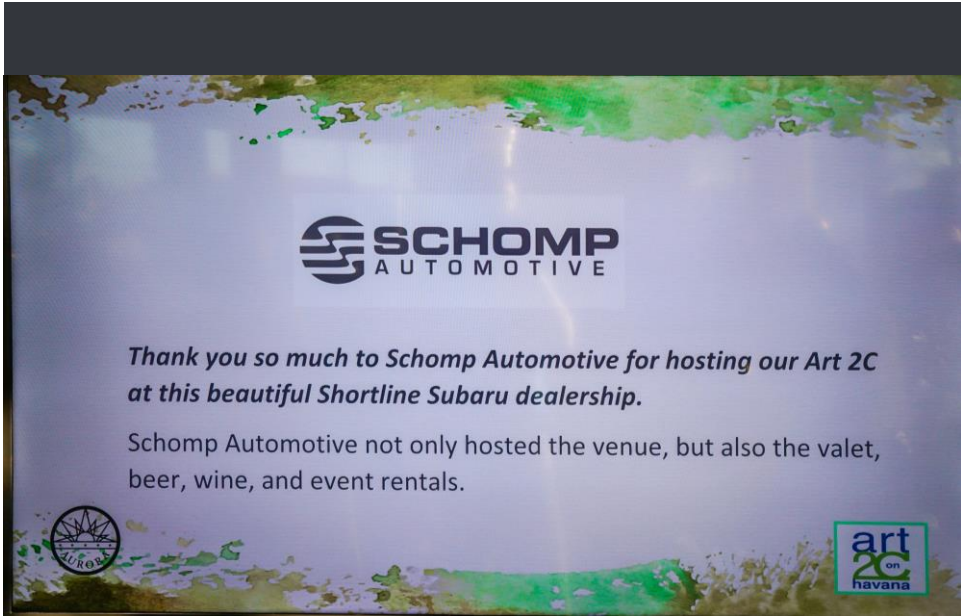 SCHOMP
AUTOMOTIVE
Thank you so much to Schomp Automotive for hosting our Art 2C
at this beautiful Shortline Subaru dealership.
Schomp Automotive not only hosted the venue, but also the valet,
beer, wine, and event rentals.
AURORA
art
2C on
havana